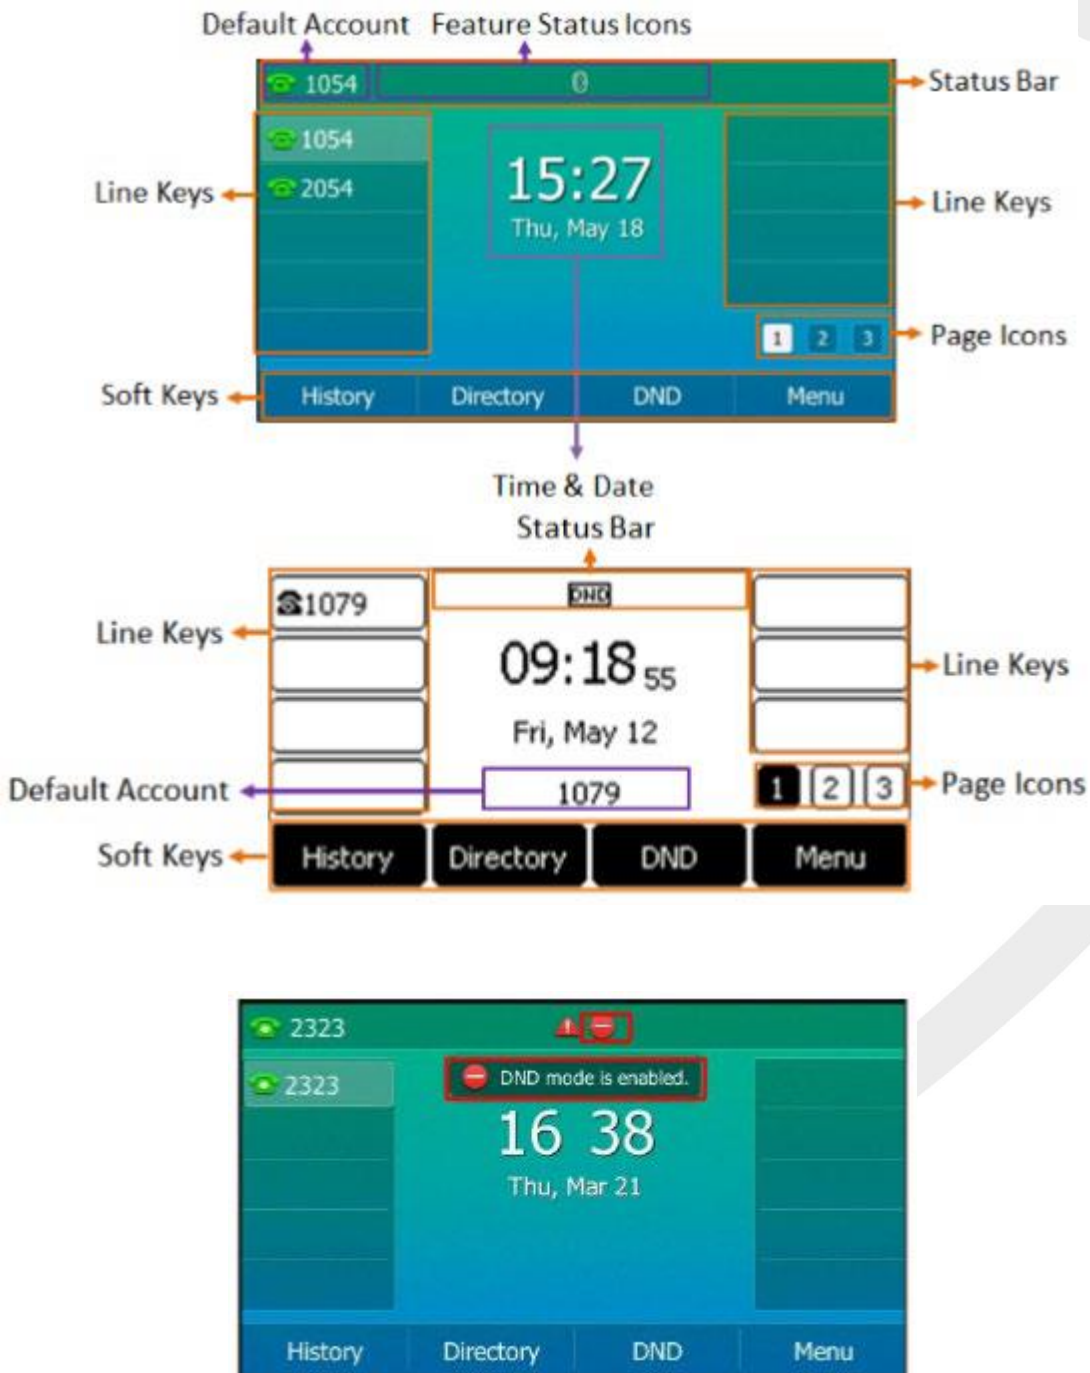 Default Account Feature Status Icons
1054
Status Bar
1054
2054
Line Keys
15:27
Thu, May 18
Line Keys
1 2 3
Page Icons
Soft Keys
History Directory DND Menu
Time & Date
Status Bar
1079
DND
Line Keys
09:18 55
Line Keys
Fri, May 12
Default Account
1079
1 2 3
Page Icons
Soft Keys
History Directory DND Menu
2323
2323
DND mode is enabled.
16 38
Thu, Mar 21
History Directory DND Menu